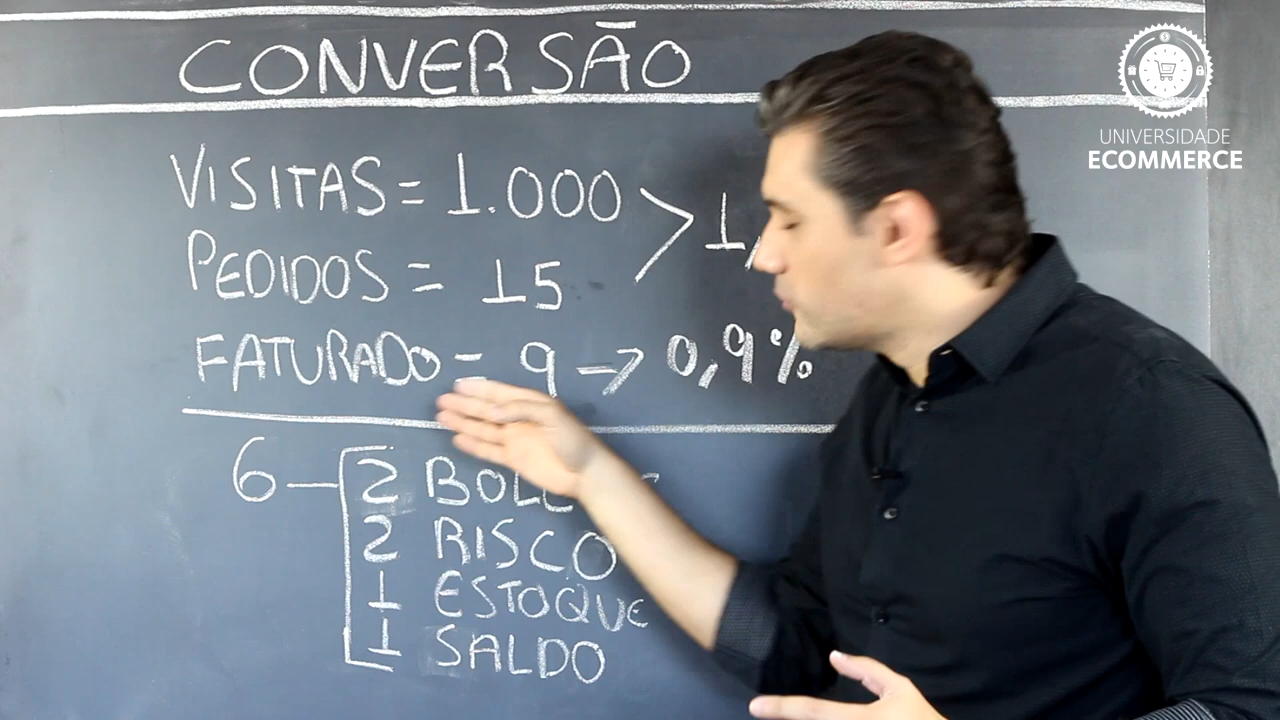 CONVERSÃO
UNIVERSIDADE
ECOMMERCE
VISITAS = 1.000 > 1,
PEDIDOS = 15
FATURADO = 9 -> 0,9%
6 - 2
2 RISCO
1 ESTOQUE
1 SALDO